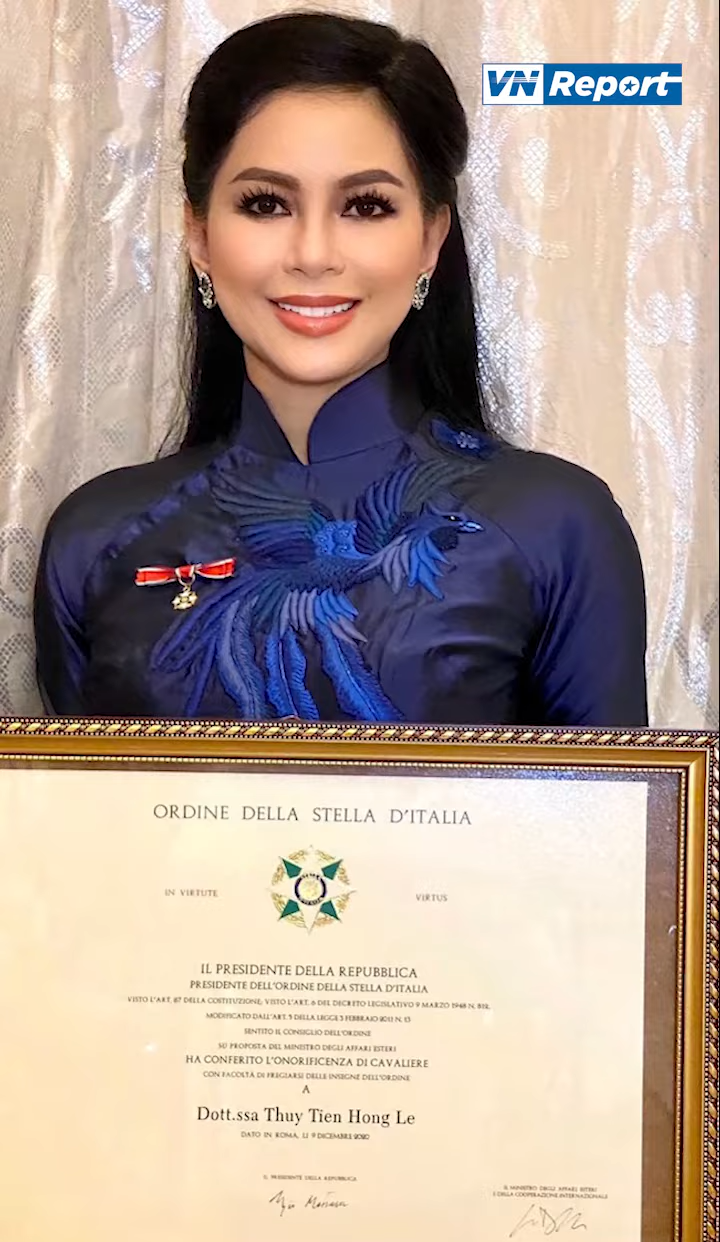 VN Report
ORDINE DELLA STELLA D'ITALIA
IN VIRTUTE
VIRTUS
IL PRESIDENTE DELLA REPUBBLICA
PRESIDENTE DELL'ORDINE DELLA STELLA D'ITALIA
VISTO L'ART. 87 DELLA COSTITUZIONE; VISTO L'ART. 6 DEL DECRETO LEGISLATIVO 9 MARZO 1948 N. 812,
MODIFICATO DALL'ART. 5 DELLA LEGGE 3 FEBBRAIO 2011 N. 13
SENTITO IL CONSIGLIO DELL'ORDINE
SU PROPOSTA DEL MINISTRO DEGLI AFFARI ESTERI
HA CONFERITO L'ONORIFICENZA DI CAVALIERE
CON FACOLTÀ DI FREGIARSI DELLE INSEGNE DELL'ORDINE
A
Dott.ssa Thuy Tien Hong Le
DATO IN ROMA, LI 9 DICEMBRE 2020
IL PRESIDENTE DELLA REPUBBLICA
IL MINISTRO DEGLI AFFARI ESTERI
E DELLA COOPERAZIONE INTERNAZIONALE